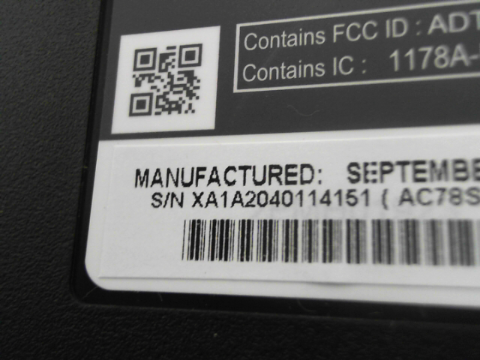 Contains FCC ID : ADT
Contains IC : 1178A-
MANUFACTURED: SEPTEMBE
S/N XA1A2040114151 ( AC78S